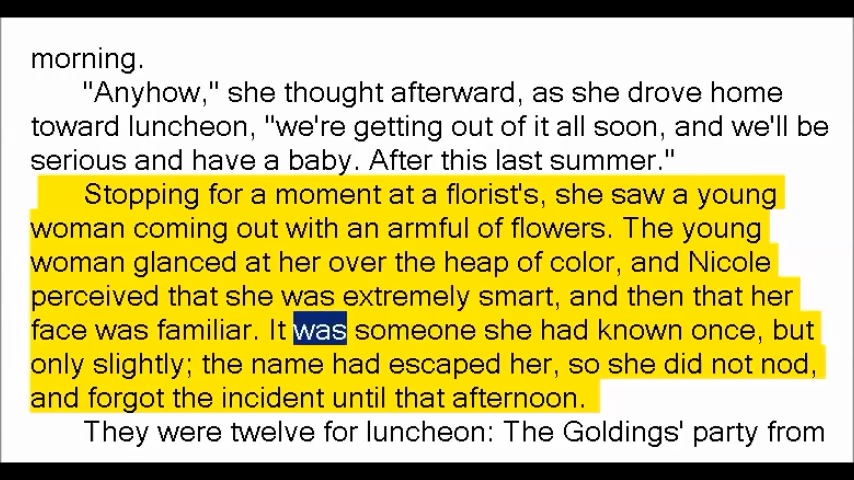 morning.
"Anyhow," she thought afterward, as she drove home
toward luncheon, "we're getting out of it all soon, and we'll be
serious and have a baby. After this last summer."
Stopping for a moment at a florist's, she saw a young
woman coming out with an armful of flowers. The young
woman glanced at her over the heap of color, and Nicole
perceived that she was extremely smart, and then that her
face was familiar. It was someone she had known once, but
only slightly; the name had escaped her, so she did not nod,
and forgot the incident until that afternoon.
They were twelve for luncheon: The Goldings' party from